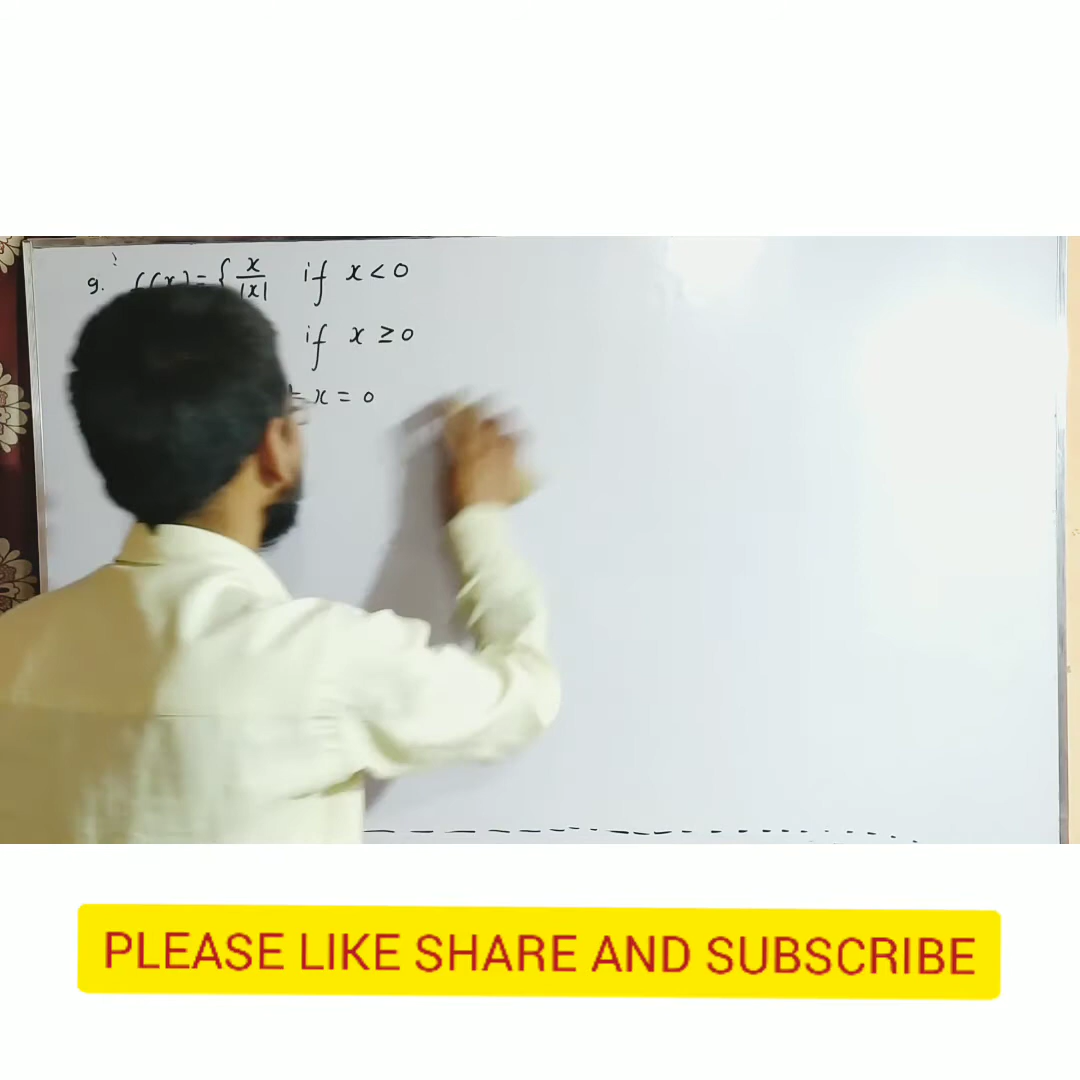 9. f(x) = { x/|x| if x < 0
if x ≥ 0
x = 0
PLEASE LIKE SHARE AND SUBSCRIBE